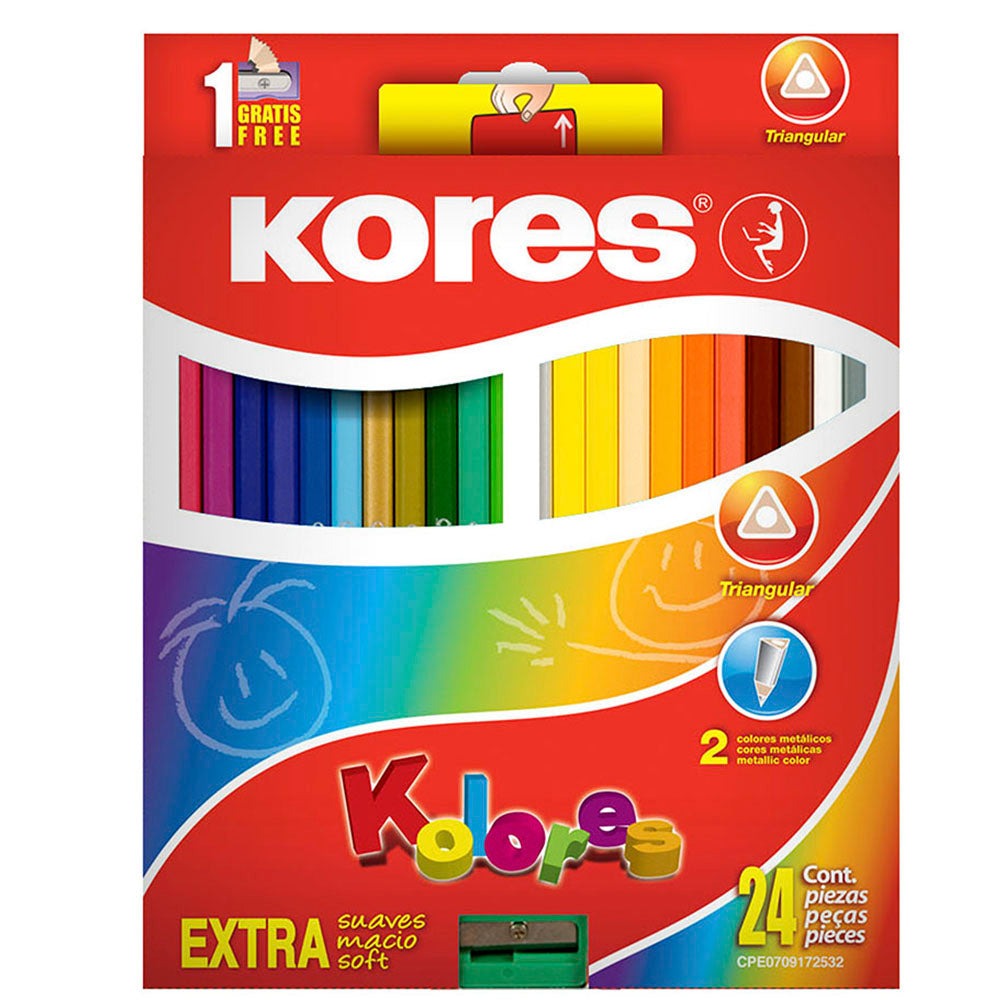 1 GRATIS
FREE
Triangular
KORES®
Triangular
2 colores metálicos
cores metálicas
metallic color
Kolores
EXTRA suaves
macio
soft
24 Cont.
piezas
peças
pieces
CPE0709172532